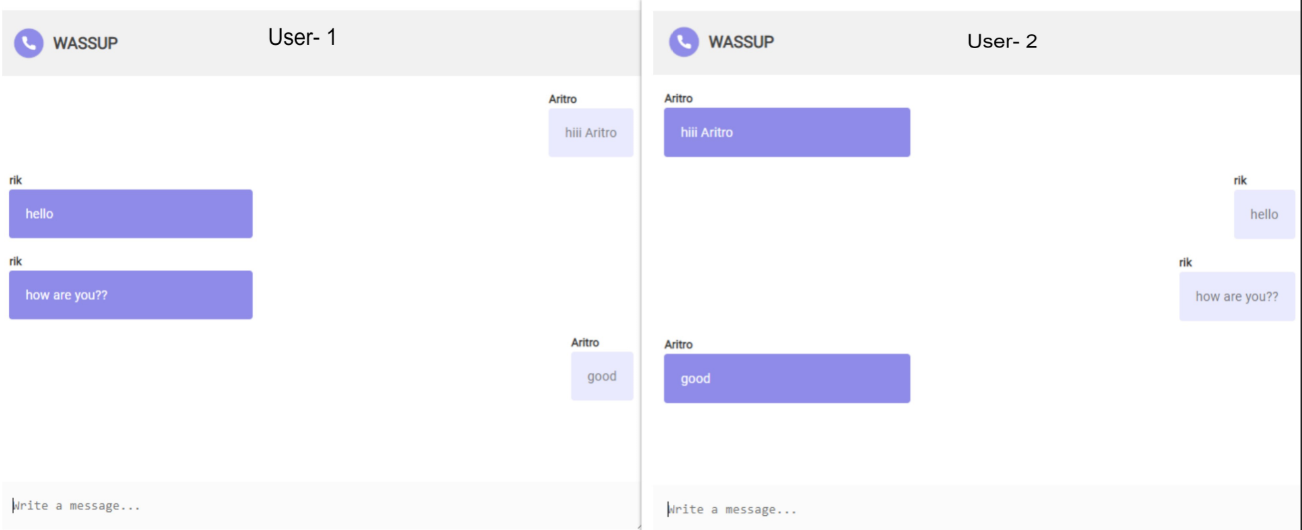 WASSUP
User- 1
Aritro
hiii Aritro
rik
hello
rik
how are you??
Aritro
good
Write a message...
WASSUP
User- 2
Aritro
hiii Aritro
rik
hello
rik
how are you??
Aritro
good
Write a message...